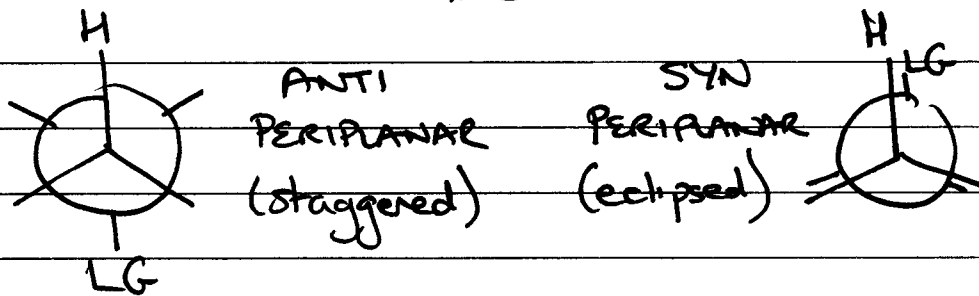 H
ANTI
PERIPLANAR
(staggered)
LG
SYN
PERIPLANAR
(eclipsed)
H
LG